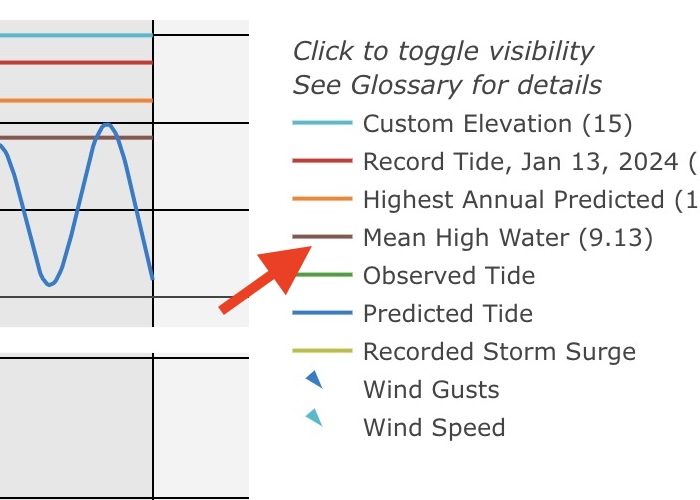 Click to toggle visibility
See Glossary for details
Custom Elevation (15)
Record Tide, Jan 13, 2024 (
Highest Annual Predicted (1
Mean High Water (9.13)
Observed Tide
Predicted Tide
Recorded Storm Surge
Wind Gusts
Wind Speed